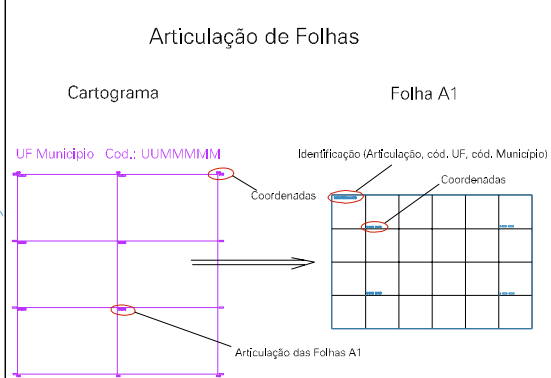 Articulação de Folhas
Cartograma
Folha A1
UF Municipio Cod.: UUMMMMM
Identificação (Articulação, cód. UF, cód. Município)
Coordenadas
Coordenadas
Articulação das Folhas A1